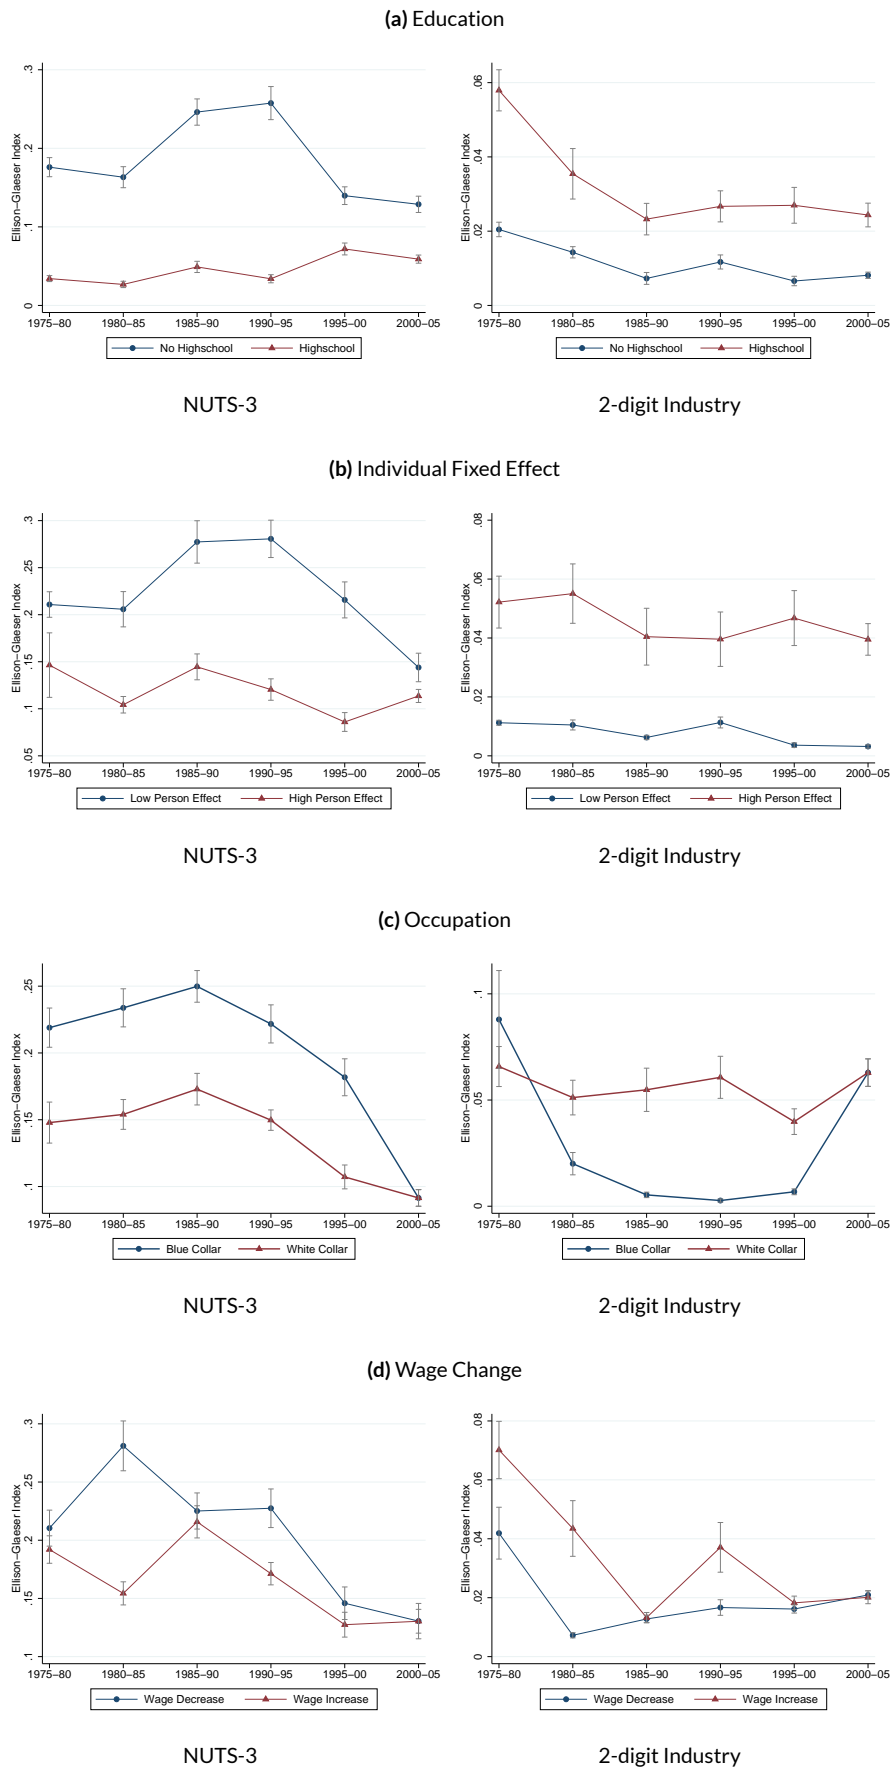 (a) Education
Ellison−Glaeser Index
0 .1 .2 .3
1975−80 1980−85 1985−90 1990−95 1995−00 2000−05
No Highschool Highschool
NUTS-3
Ellison−Glaeser Index
0 .02 .04 .06
1975−80 1980−85 1985−90 1990−95 1995−00 2000−05
No Highschool Highschool
2-digit Industry
(b) Individual Fixed Effect
Ellison−Glaeser Index
.05 .1 .15 .2 .25 .3
1975−80 1980−85 1985−90 1990−95 1995−00 2000−05
Low Person Effect High Person Effect
NUTS-3
Ellison−Glaeser Index
0 .02 .04 .06 .08
1975−80 1980−85 1985−90 1990−95 1995−00 2000−05
Low Person Effect High Person Effect
2-digit Industry
(c) Occupation
Ellison−Glaeser Index
.1 .15 .2 .25
1975−80 1980−85 1985−90 1990−95 1995−00 2000−05
Blue Collar White Collar
NUTS-3
Ellison−Glaeser Index
0 .05 .1
1975−80 1980−85 1985−90 1990−95 1995−00 2000−05
Blue Collar White Collar
2-digit Industry
(d) Wage Change
Ellison−Glaeser Index
.1 .15 .2 .25 .3
1975−80 1980−85 1985−90 1990−95 1995−00 2000−05
Wage Decrease Wage Increase
NUTS-3
Ellison−Glaeser Index
0 .02 .04 .06 .08
1975−80 1980−85 1985−90 1990−95 1995−00 2000−05
Wage Decrease Wage Increase
2-digit Industry